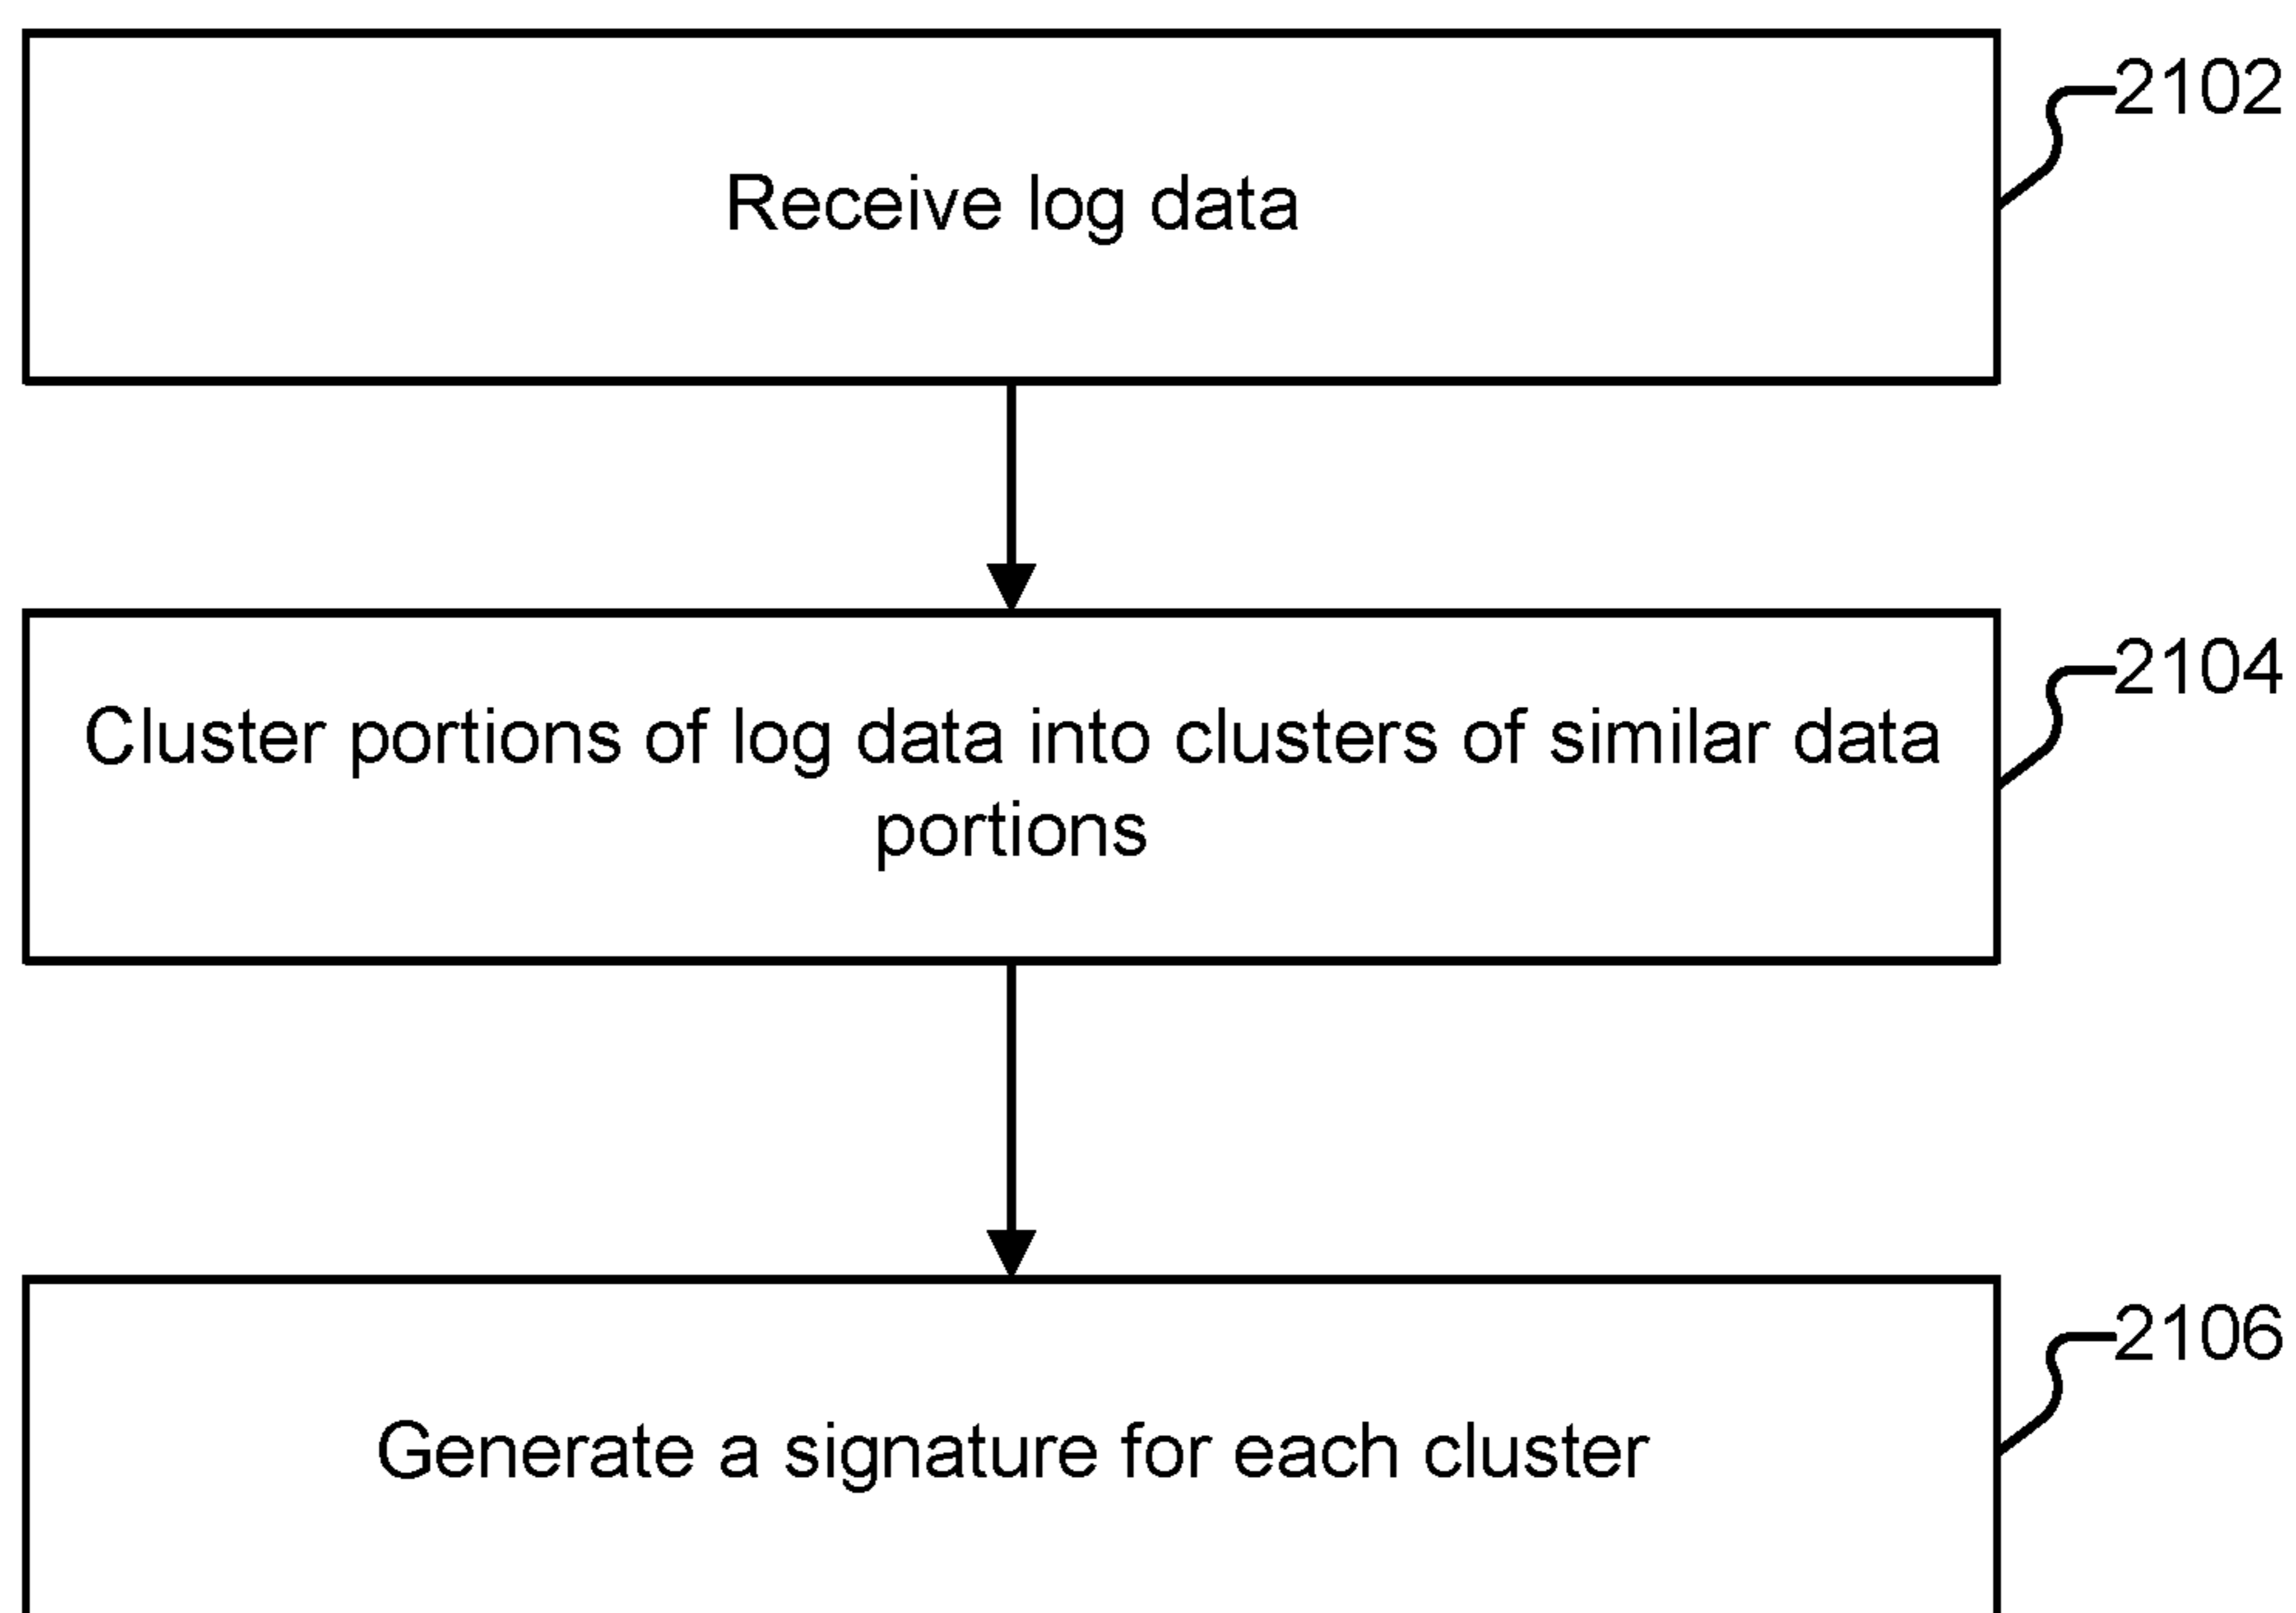 2102
Receive log data
2104
Cluster portions of log data into clusters of similar data
portions
2106
Generate a signature for each cluster